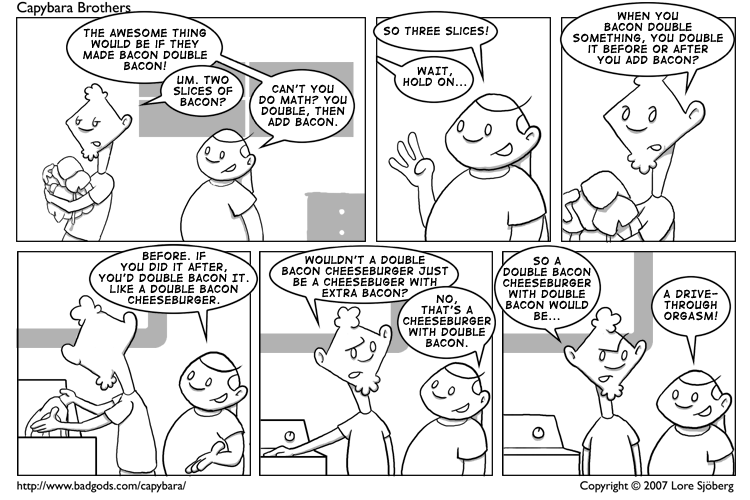 Capybara Brothers
THE AWESOME THING
WOULD BE IF THEY
MADE BACON DOUBLE
BACON!
UM. TWO
SLICES OF
BACON?
CAN'T YOU
DO MATH? YOU
DOUBLE, THEN
ADD BACON.
SO THREE SLICES!
WAIT,
HOLD ON...
WHEN YOU
BACON DOUBLE
SOMETHING, YOU DOUBLE
IT BEFORE OR AFTER
YOU ADD BACON?
BEFORE. IF
YOU DID IT AFTER,
YOU'D DOUBLE BACON IT.
LIKE A DOUBLE BACON
CHEESEBURGER.
WOULDN'T A DOUBLE
BACON CHEESEBURGER JUST
BE A CHEESEBUGER WITH
EXTRA BACON?
NO,
THAT'S A
CHEESEBURGER
WITH DOUBLE
BACON.
SO A
DOUBLE BACON
CHEESEBURGER
WITH DOUBLE
BACON WOULD
BE...
A DRIVE-
THROUGH
ORGASM!
http://www.badgods.com/capybara/
Copyright © 2007 Lore Sjöberg